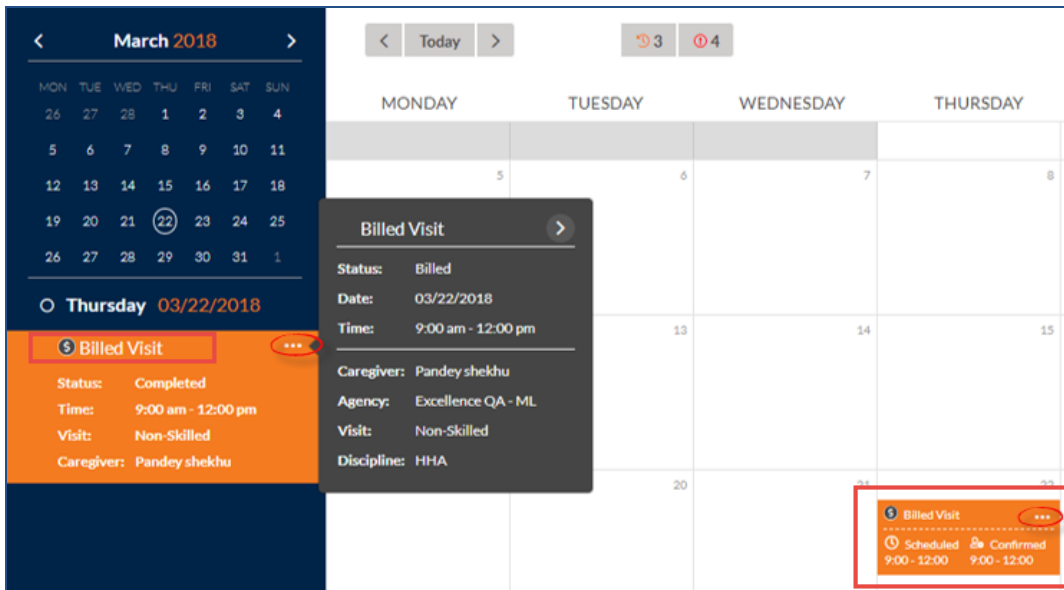 March 2018
MON TUE WED THU FRI SAT SUN
26 27 28 1 2 3 4
5 6 7 8 9 10 11
12 13 14 15 16 17 18
19 20 21 22 23 24 25
26 27 28 29 30 31 1
Thursday 03/22/2018
Billed Visit
Status: Completed
Time: 9:00 am - 12:00 pm
Visit: Non-Skilled
Caregiver: Pandey shekhu
Billed Visit
Status: Billed
Date: 03/22/2018
Time: 9:00 am - 12:00 pm
Caregiver: Pandey shekhu
Agency: Excellence QA - ML
Visit: Non-Skilled
Discipline: HHA
Today
3 4
MONDAY TUESDAY WEDNESDAY THURSDAY
5 6 7 8
13 14 15
20 21 22
Billed Visit
Scheduled Confirmed
9:00 - 12:00 9:00 - 12:00